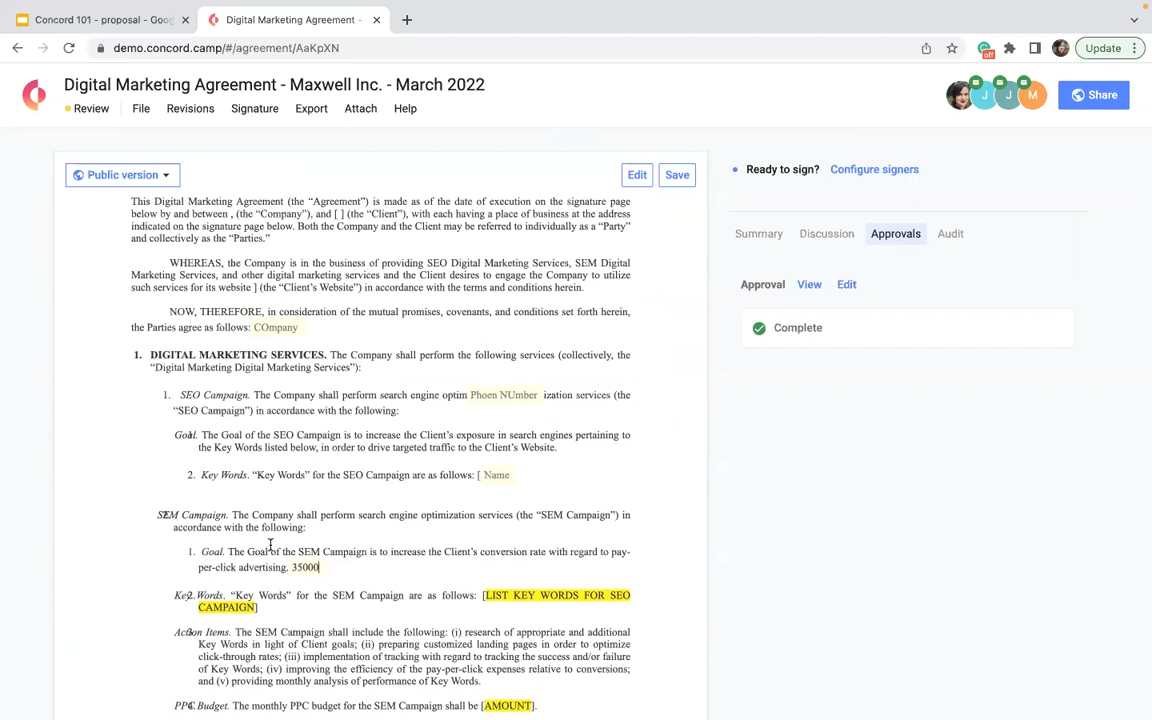 Concord 101 - proposal - Goo
Digital Marketing Agreement -
demo.concord.camp/#/agreement/AaKpXN
off
Update
Digital Marketing Agreement - Maxwell Inc. - March 2022
Review File Revisions Signature Export Attach Help
J J M
Share
Public version
Edit Save
This Digital Marketing Agreement (the “Agreement”) is made as of the date of execution on the signature page
below by and between , (the “Company”), and [ ] (the “Client”), with each having a place of business at the address
indicated on the signature page below. Both the Company and the Client may be referred to individually as a “Party”
and collectively as the “Parties.”
WHEREAS, the Company is in the business of providing SEO Digital Marketing Services, SEM Digital
Marketing Services, and other digital marketing services and the Client desires to engage the Company to utilize
such services for its website ] (the “Client’s Website”) in accordance with the terms and conditions herein.
NOW, THEREFORE, in consideration of the mutual promises, covenants, and conditions set forth herein,
the Parties agree as follows: COmpany
1. DIGITAL MARKETING SERVICES. The Company shall perform the following services (collectively, the
“Digital Marketing Digital Marketing Services”):
1. SEO Campaign. The Company shall perform search engine optim Phoen NUmber ization services (the
“SEO Campaign”) in accordance with the following:
Goal. The Goal of the SEO Campaign is to increase the Client’s exposure in search engines pertaining to
the Key Words listed below, in order to drive targeted traffic to the Client’s Website.
2. Key Words. “Key Words” for the SEO Campaign are as follows: [ Name
2. SEM Campaign. The Company shall perform search engine optimization services (the “SEM Campaign”) in
accordance with the following:
1. Goal. The Goal of the SEM Campaign is to increase the Client’s conversion rate with regard to pay-
per-click advertising. 35000
2. Key Words. “Key Words” for the SEM Campaign are as follows: [LIST KEY WORDS FOR SEO
CAMPAIGN]
3. Action Items. The SEM Campaign shall include the following: (i) research of appropriate and additional
Key Words in light of Client goals; (ii) preparing customized landing pages in order to optimize
click-through rates; (iii) implementation of tracking with regard to tracking the success and/or failure
of Key Words; (iv) improving the efficiency of the pay-per-click expenses relative to conversions;
and (v) providing monthly analysis of performance of Key Words.
4. PPC Budget. The monthly PPC budget for the SEM Campaign shall be [AMOUNT].
Ready to sign? Configure signers
Summary Discussion Approvals Audit
Approval View Edit
Complete